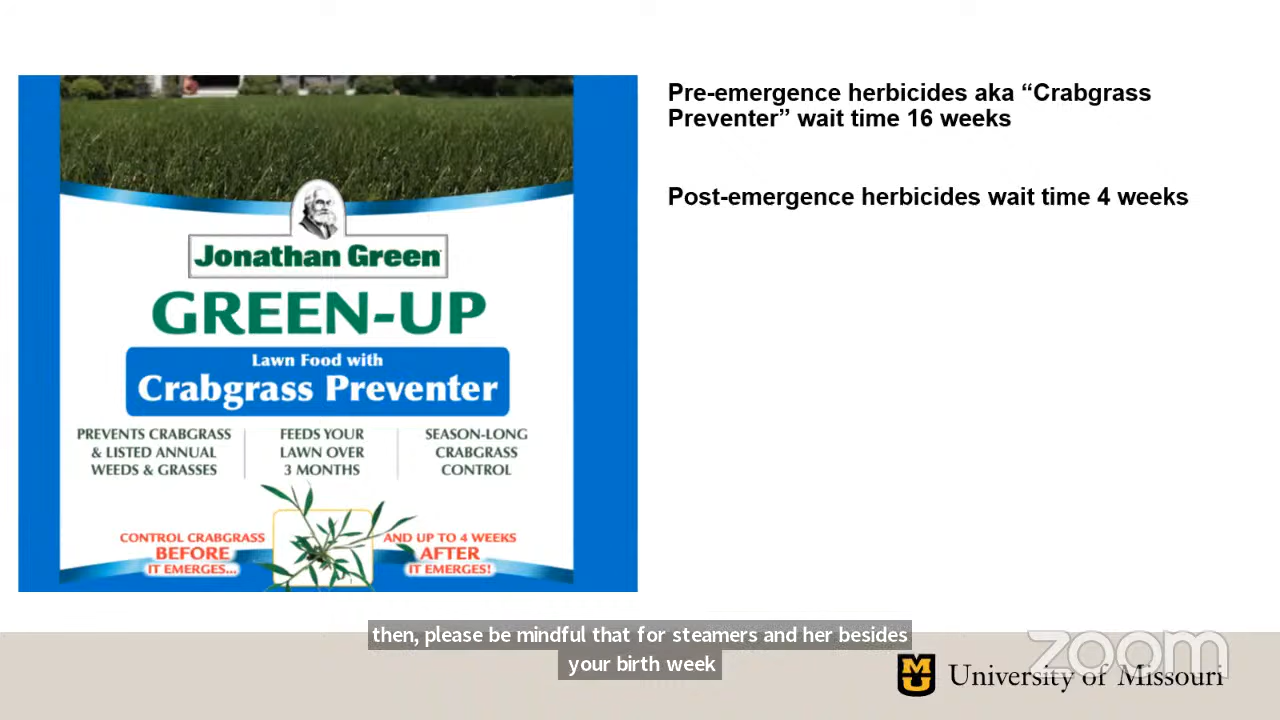 Pre-emergence herbicides aka “Crabgrass
Preventer” wait time 16 weeks
Post-emergence herbicides wait time 4 weeks
Jonathan Green
GREEN-UP
Lawn Food with
Crabgrass Preventer
PREVENTS CRABGRASS
& LISTED ANNUAL
WEEDS & GRASSES
FEEDS YOUR
LAWN OVER
3 MONTHS
SEASON-LONG
CRABGRASS
CONTROL
CONTROL CRABGRASS
BEFORE
IT EMERGES...
AND UP TO 4 WEEKS
AFTER
IT EMERGES!
then, please be mindful that for steamers and her besides
your birth week
zoom
University of Missouri